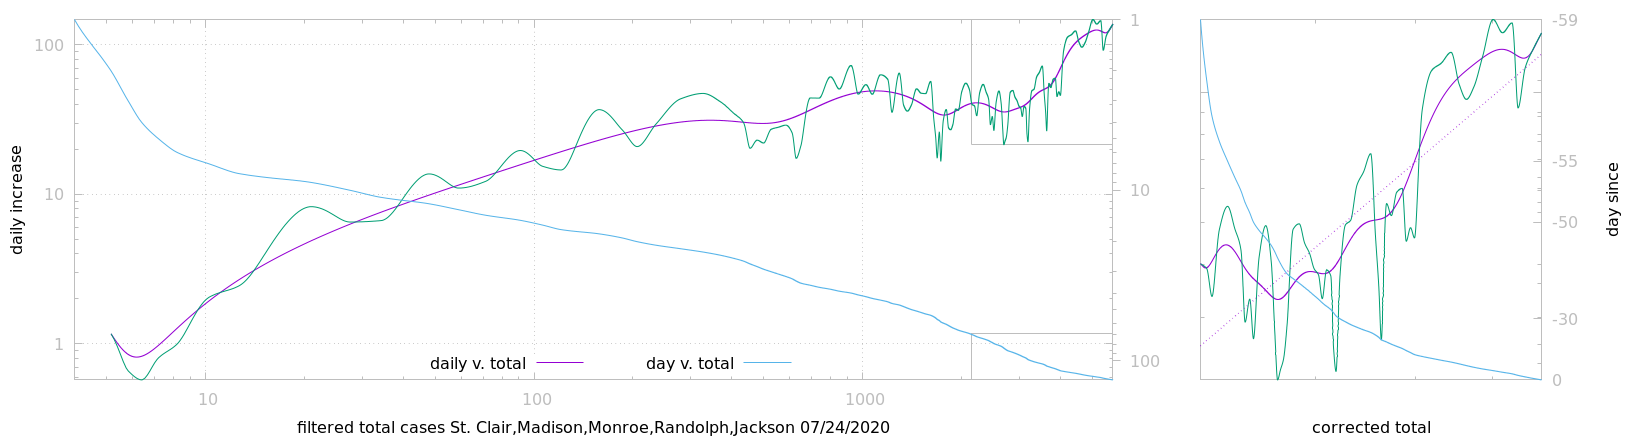 100
10
1
daily increase
10
100
1000
1
10
100
daily v. total
day v. total
filtered total cases St. Clair,Madison,Monroe,Randolph,Jackson 07/24/2020
-59
-55
-50
-30
0
day since
corrected total